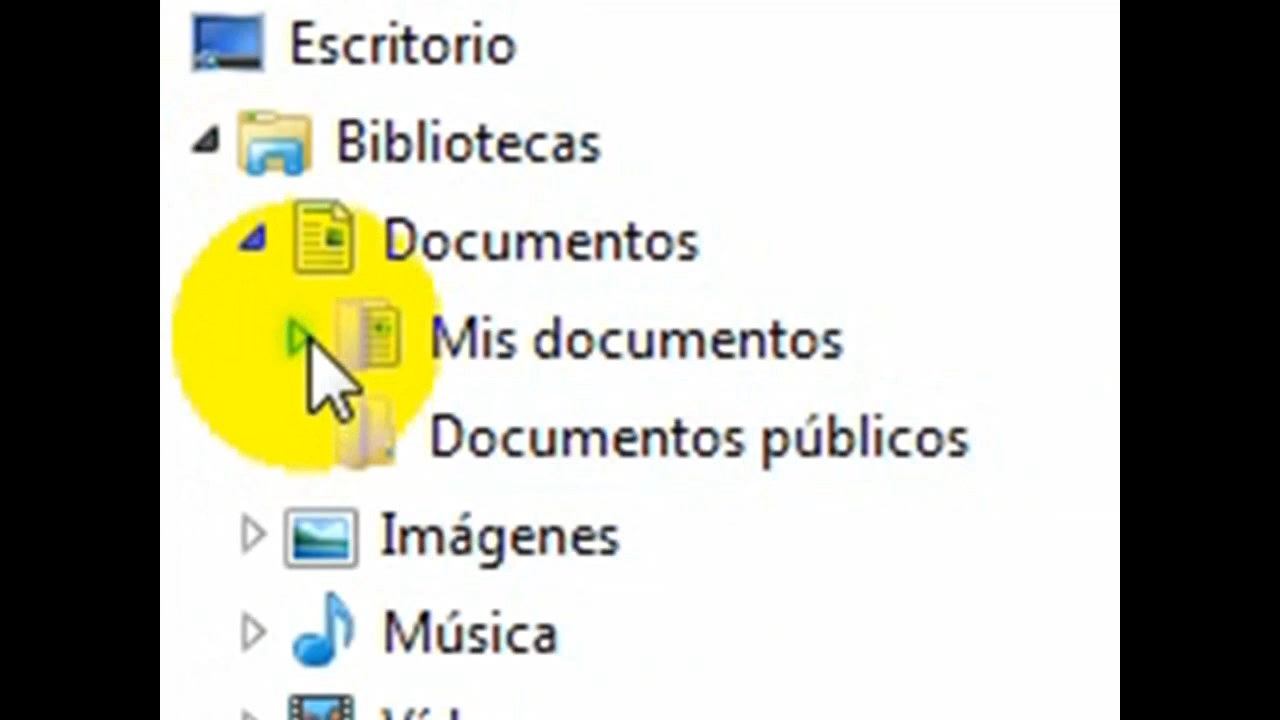 Escritorio
Bibliotecas
Documentos
Mis documentos
Documentos públicos
Imágenes
Música